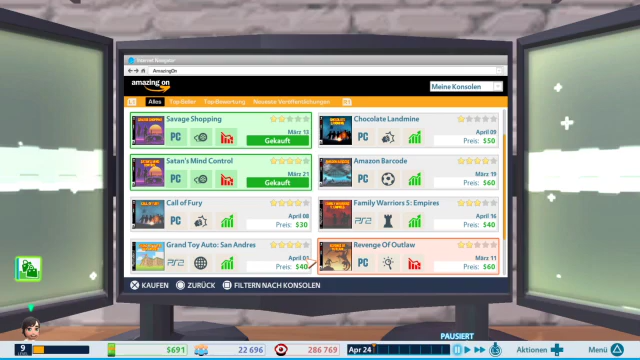 Internet Navigator
AmazingOn
amazing on
Meine Konsolen
L1 Alles Top-Seller Top-Bewertung Neueste Veröffentlichungen R1
Savage Shopping
PC
März 13
Gekauft
Chocolate Landmine
PC
April 09
Preis: $50
Satan's Mind Control
PC
März 21
Gekauft
Amazon Barcode
PC
März 19
Preis: $60
Call of Fury
PC
April 08
Preis: $30
Family Warriors 5: Empires
PS2
April 16
Preis: $40
Grand Toy Auto: San Andres
PS2
April 01
Preis: $40
Revenge Of Outlaw
PC
März 11
Preis: $60
KAUFEN ZURÜCK FILTERN NACH KONSOLEN
PAUSIERT
9
LEVEL
$691
22 696
286 769
Apr 24
Aktionen
Menü